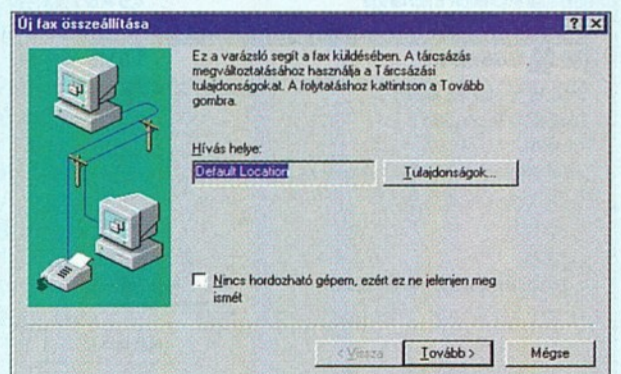 Új fax összeállítása
Ez a varázsló segít a fax küldésében. A tárcsázás
megváltoztatásához használja a Tárcsázási
tulajdonságokat. A folytatáshoz kattintson a Tovább
gombra.
Hívás helye:
Default Location
Tulajdonságok...
Nincs hordozható gépem, ezért ez ne jelenjen meg
ismét
< Vissza
Tovább >
Mégse